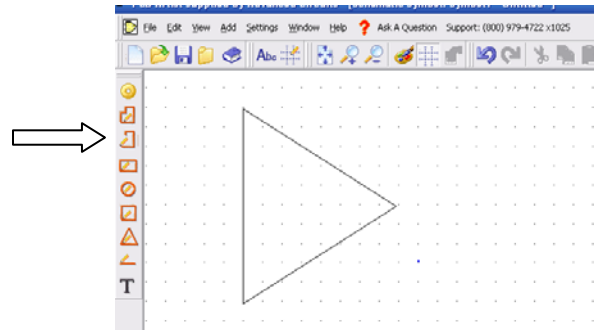 File Edit View Add Settings Window Help ? Ask A Question Support: (800) 979-4722 x1025
Abc
T